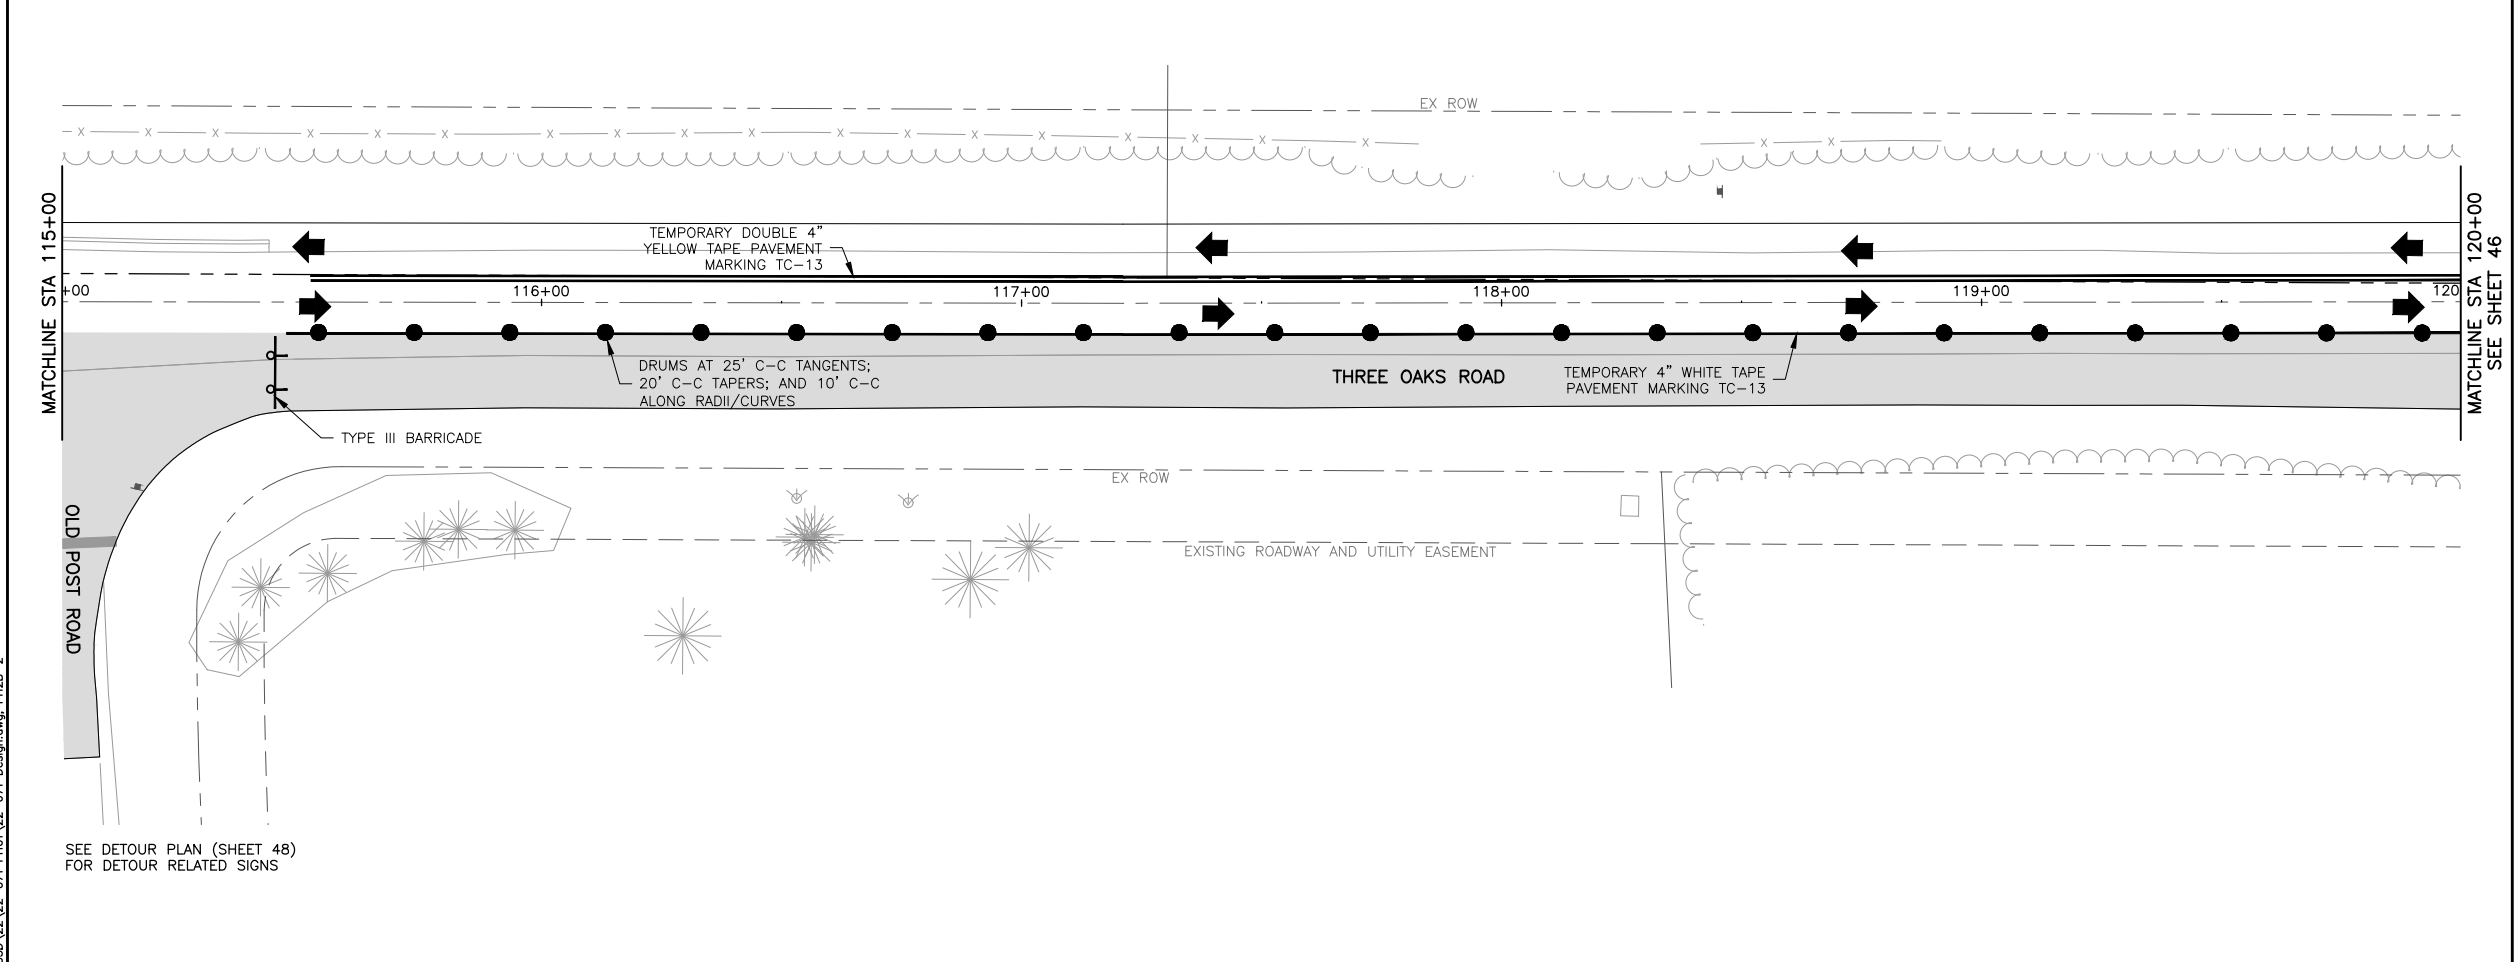 EX ROW
MATCHLINE STA 115+00
TEMPORARY DOUBLE 4"
YELLOW TAPE PAVEMENT
MARKING TC-13
+00
116+00
117+00
118+00
119+00
120
MATCHLINE STA 120+00
SEE SHEET 46
DRUMS AT 25' C-C TANGENTS;
20' C-C TAPERS; AND 10' C-C
ALONG RADII/CURVES
THREE OAKS ROAD
TEMPORARY 4" WHITE TAPE
PAVEMENT MARKING TC-13
TYPE III BARRICADE
EX ROW
OLD POST ROAD
EXISTING ROADWAY AND UTILITY EASEMENT
SEE DETOUR PLAN (SHEET 48)
FOR DETOUR RELATED SIGNS